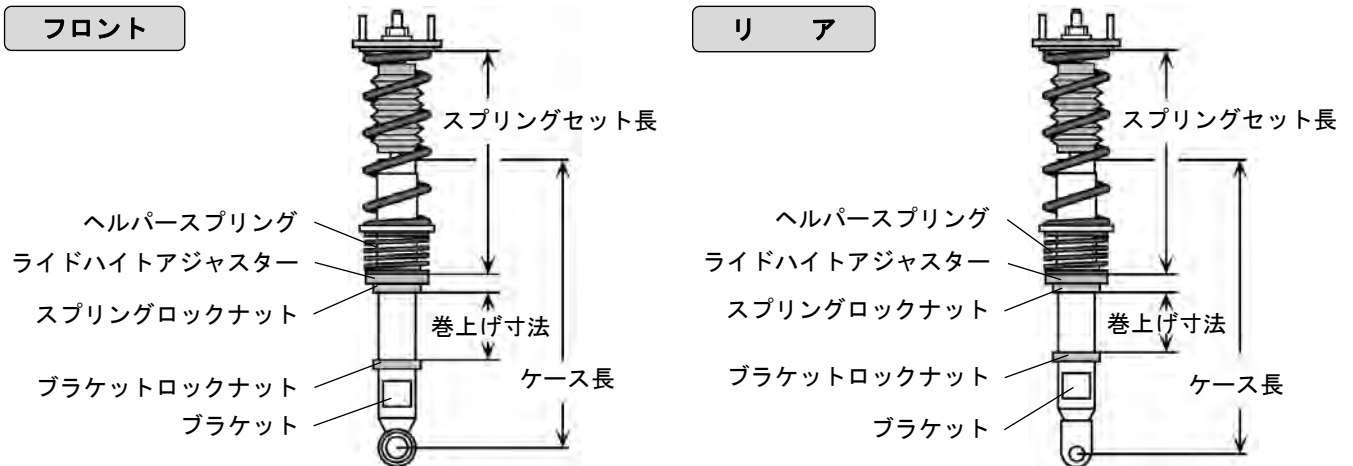 フロント
スプリングセット長
ヘルパースプリング
ライドハイトアジャスター
スプリングロックナット
巻上げ寸法
ブラケットロックナット
ケース長
ブラケット
リ ア
スプリングセット長
ヘルパースプリング
ライドハイトアジャスター
スプリングロックナット
巻上げ寸法
ブラケットロックナット
ケース長
ブラケット